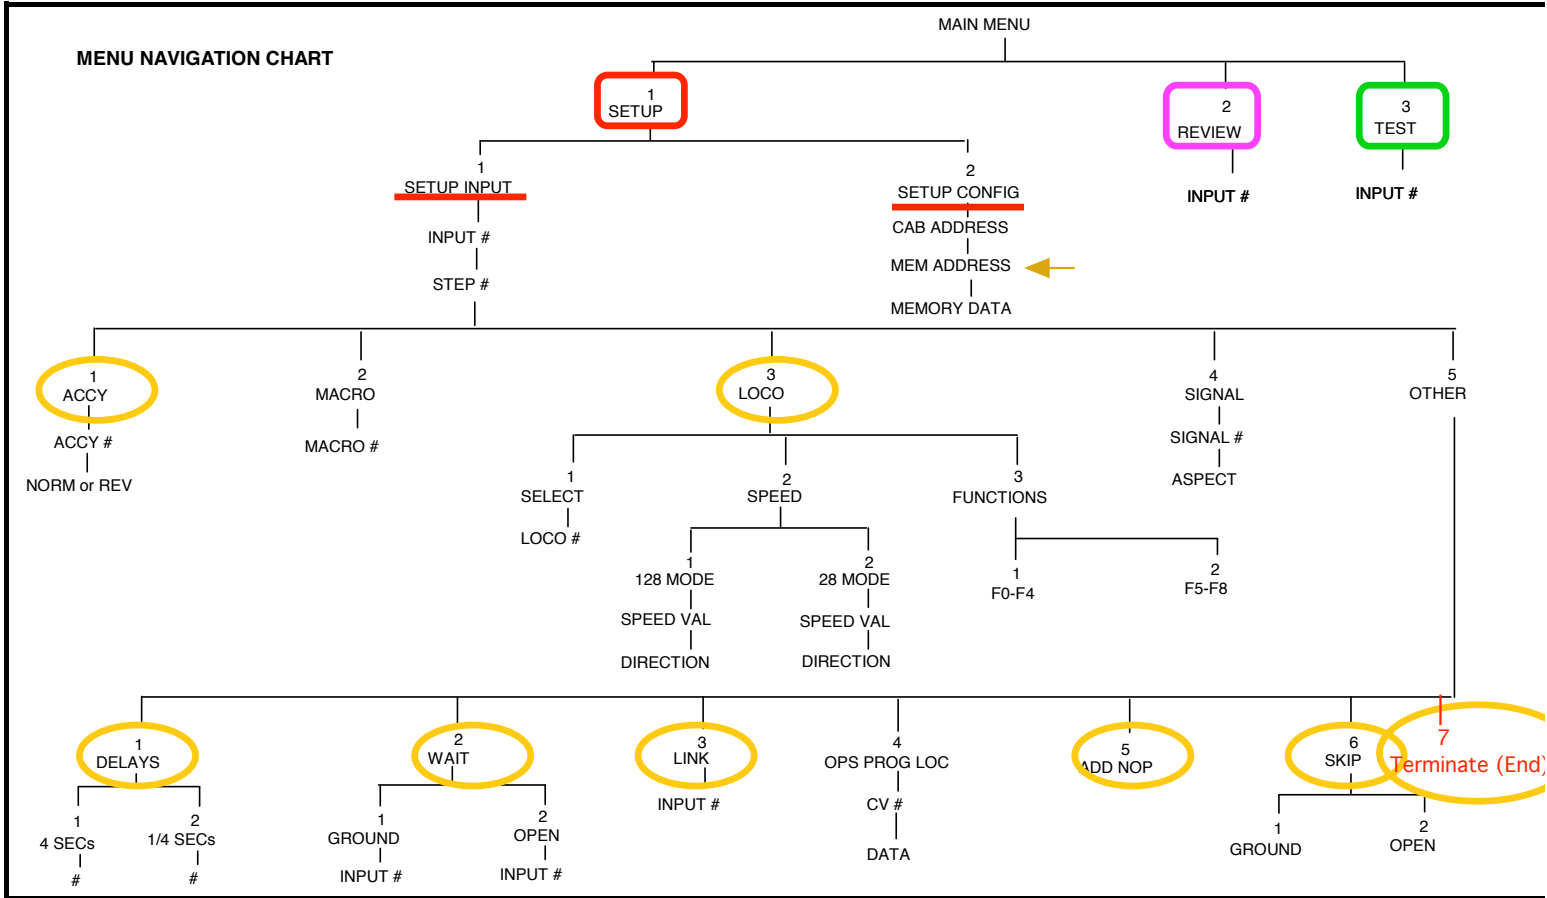 MAIN MENU
MENU NAVIGATION CHART
1
SETUP
2
REVIEW
INPUT #
3
TEST
INPUT #
1
SETUP INPUT
INPUT #
STEP #
2
SETUP CONFIG
CAB ADDRESS
MEM ADDRESS
MEMORY DATA
1
ACCY
ACCY #
NORM or REV
2
MACRO
MACRO #
3
LOCO
4
SIGNAL
SIGNAL #
ASPECT
5
OTHER
1
SELECT
LOCO #
2
SPEED
3
FUNCTIONS
1
128 MODE
SPEED VAL
DIRECTION
2
28 MODE
SPEED VAL
DIRECTION
1
F0-F4
2
F5-F8
1
DELAYS
2
WAIT
3
LINK
INPUT #
4
OPS PROG LOC
CV #
DATA
5
ADD NOP
6
SKIP
7
Terminate (End)
1
4 SECs
#
2
1/4 SECs
#
1
GROUND
INPUT #
2
OPEN
INPUT #
1
GROUND
2
OPEN